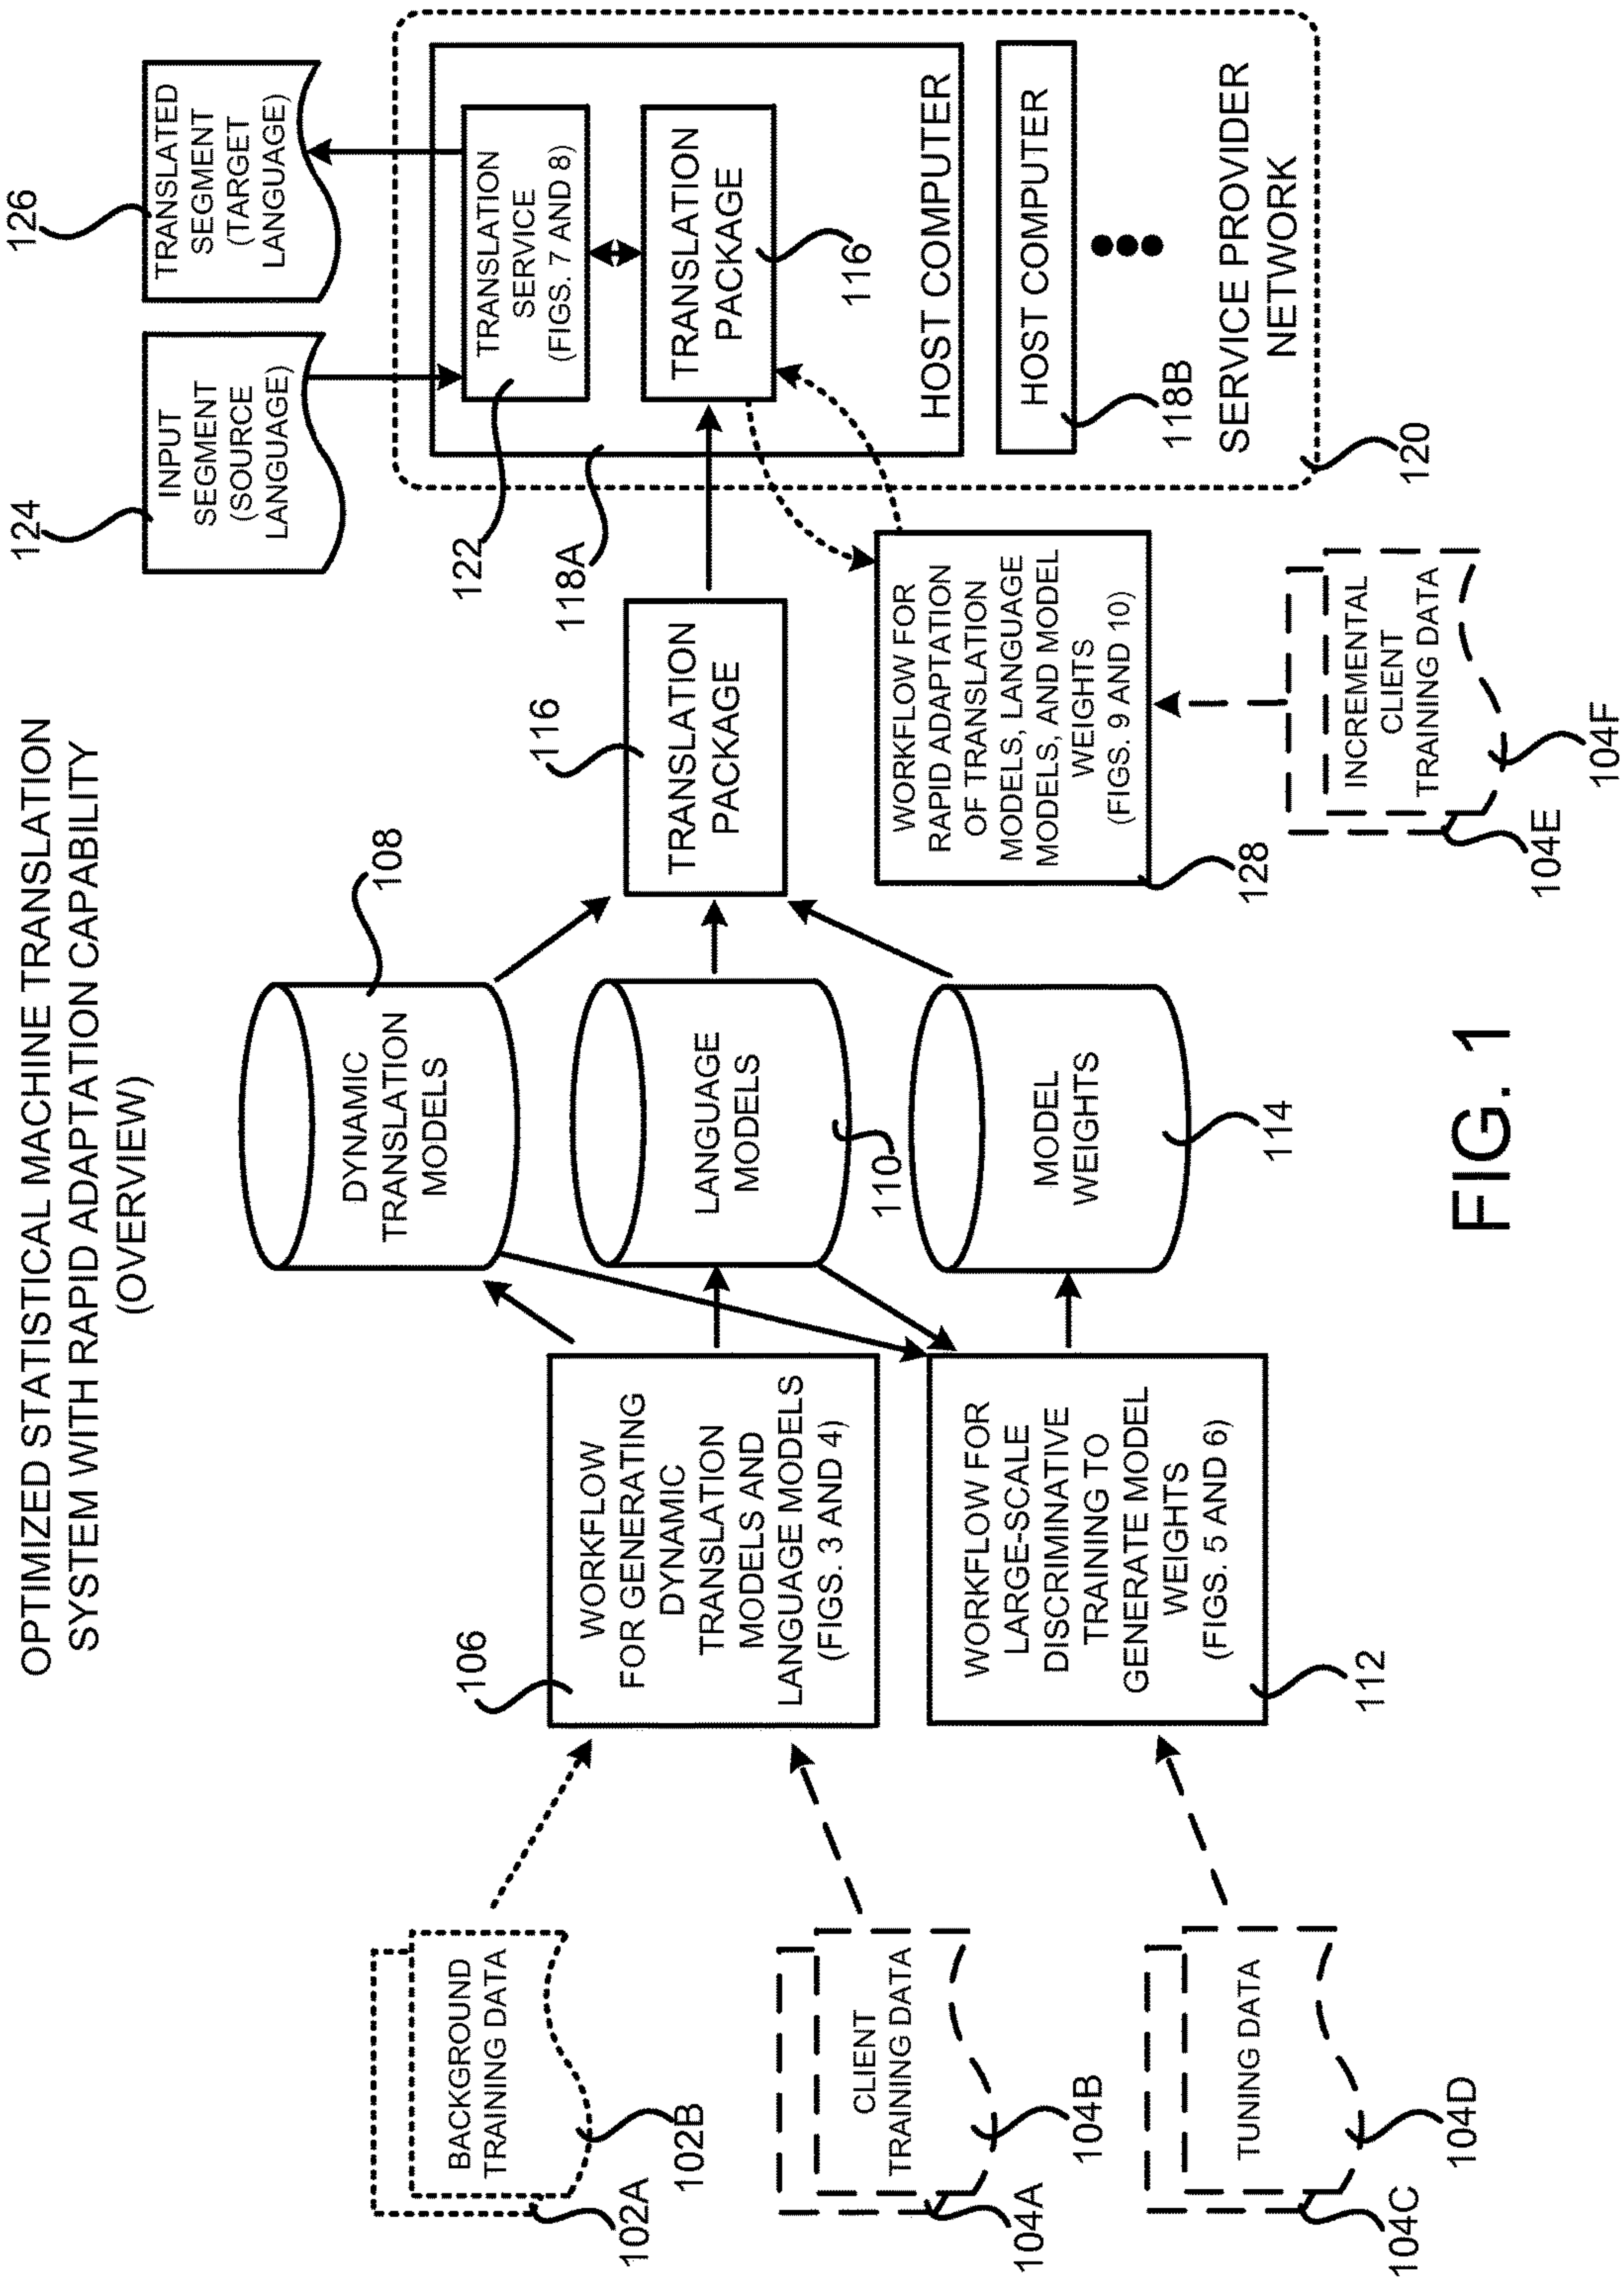 OPTIMIZED STATISTICAL MACHINE TRANSLATION
SYSTEM WITH RAPID ADAPTATION CAPABILITY
(OVERVIEW)
BACKGROUND
TRAINING DATA
102A
102B
CLIENT
TRAINING DATA
104A
104B
TUNING DATA
104C
104D
106
WORKFLOW
FOR GENERATING
DYNAMIC
TRANSLATION
MODELS AND
LANGUAGE MODELS
(FIGS. 3 AND 4)
WORKFLOW FOR
LARGE-SCALE
DISCRIMINATIVE
TRAINING TO
GENERATE MODEL
WEIGHTS
(FIGS. 5 AND 6)
112
108
DYNAMIC
TRANSLATION
MODELS
LANGUAGE
MODELS
110
MODEL
WEIGHTS
114
116
TRANSLATION
PACKAGE
WORKFLOW FOR
RAPID ADAPTATION
OF TRANSLATION
MODELS, LANGUAGE
MODELS, AND MODEL
WEIGHTS
(FIGS. 9 AND 10)
128
INCREMENTAL
CLIENT
TRAINING DATA
104E
104F
124
INPUT
SEGMENT
(SOURCE
LANGUAGE)
126
TRANSLATED
SEGMENT
(TARGET
LANGUAGE)
122
118A
TRANSLATION
SERVICE
(FIGS. 7 AND 8)
TRANSLATION
PACKAGE
116
HOST COMPUTER
HOST COMPUTER
118B
SERVICE PROVIDER
NETWORK
120
FIG. 1